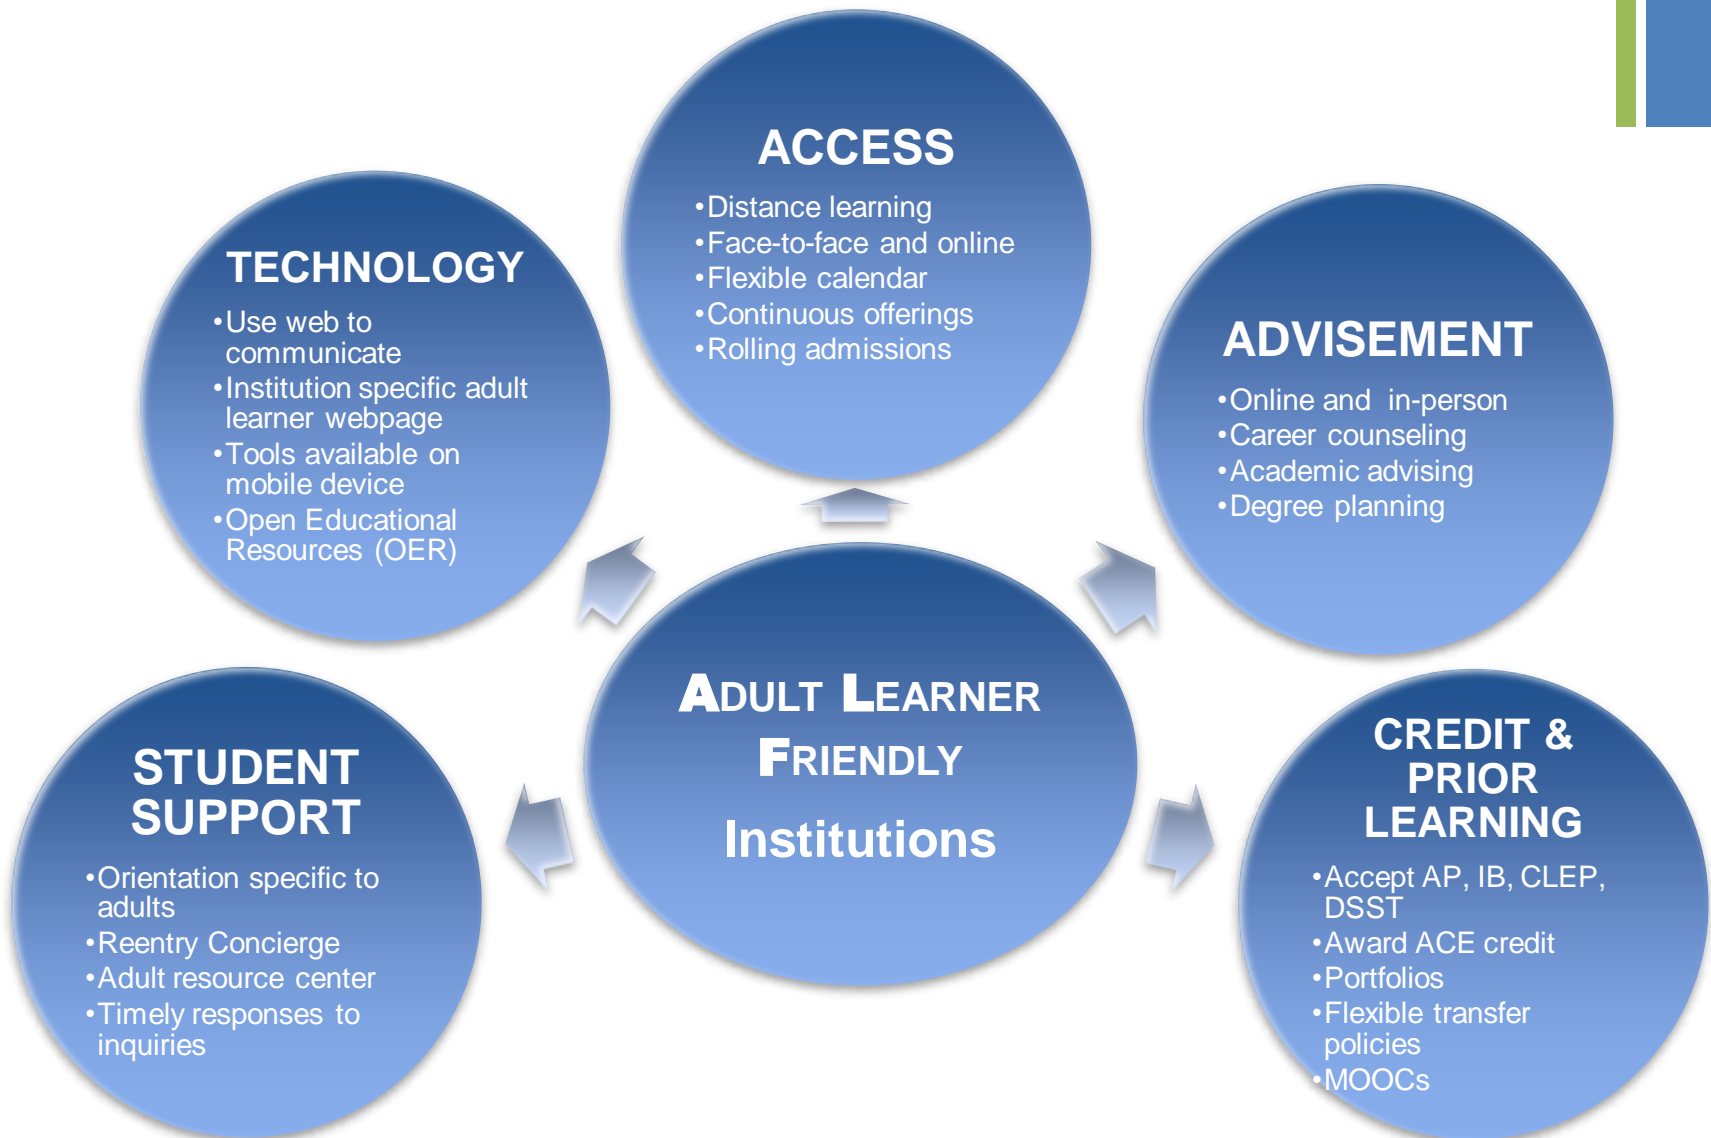 ACCESS
•Distance learning
•Face-to-face and online
•Flexible calendar
•Continuous offerings
•Rolling admissions
TECHNOLOGY
•Use web to
communicate
•Institution specific adult
learner webpage
•Tools available on
mobile device
•Open Educational
Resources (OER)
ADVISEMENT
•Online and in-person
•Career counseling
•Academic advising
•Degree planning
ADULT LEARNER
FRIENDLY
Institutions
STUDENT
SUPPORT
•Orientation specific to
adults
•Reentry Concierge
•Adult resource center
•Timely responses to
inquiries
CREDIT &
PRIOR
LEARNING
•Accept AP, IB, CLEP,
DSST
•Award ACE credit
•Portfolios
•Flexible transfer
policies
•MOOCs